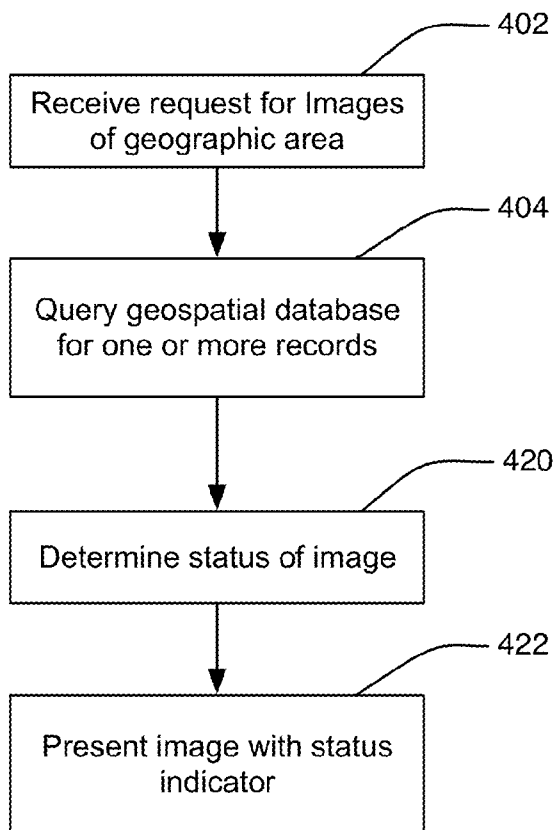 402
Receive request for Images
of geographic area
404
Query geospatial database
for one or more records
420
Determine status of image
422
Present image with status
indicator